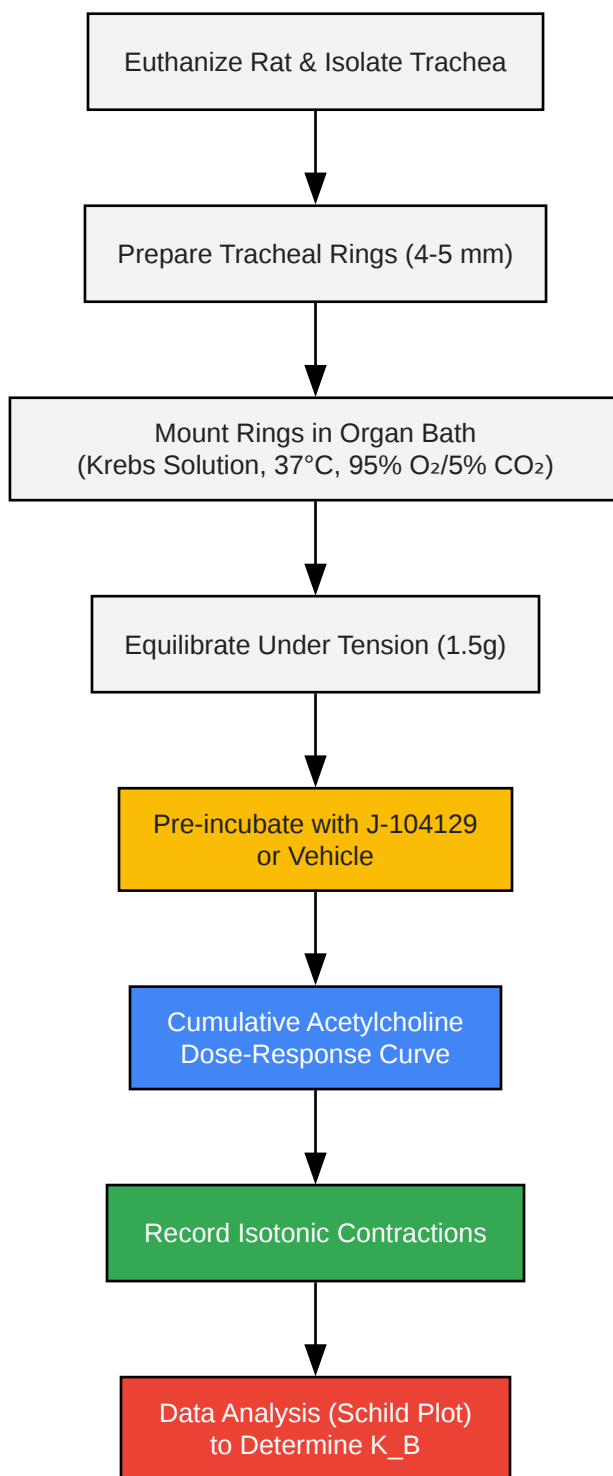 Euthanize Rat & Isolate Trachea
Prepare Tracheal Rings (4-5 mm)
Mount Rings in Organ Bath
(Krebs Solution, 37°C, 95% O₂/5% CO₂)
Equilibrate Under Tension (1.5g)
Pre-incubate with J-104129
or Vehicle
Cumulative Acetylcholine
Dose-Response Curve
Record Isotonic Contractions
Data Analysis (Schild Plot)
to Determine K_B